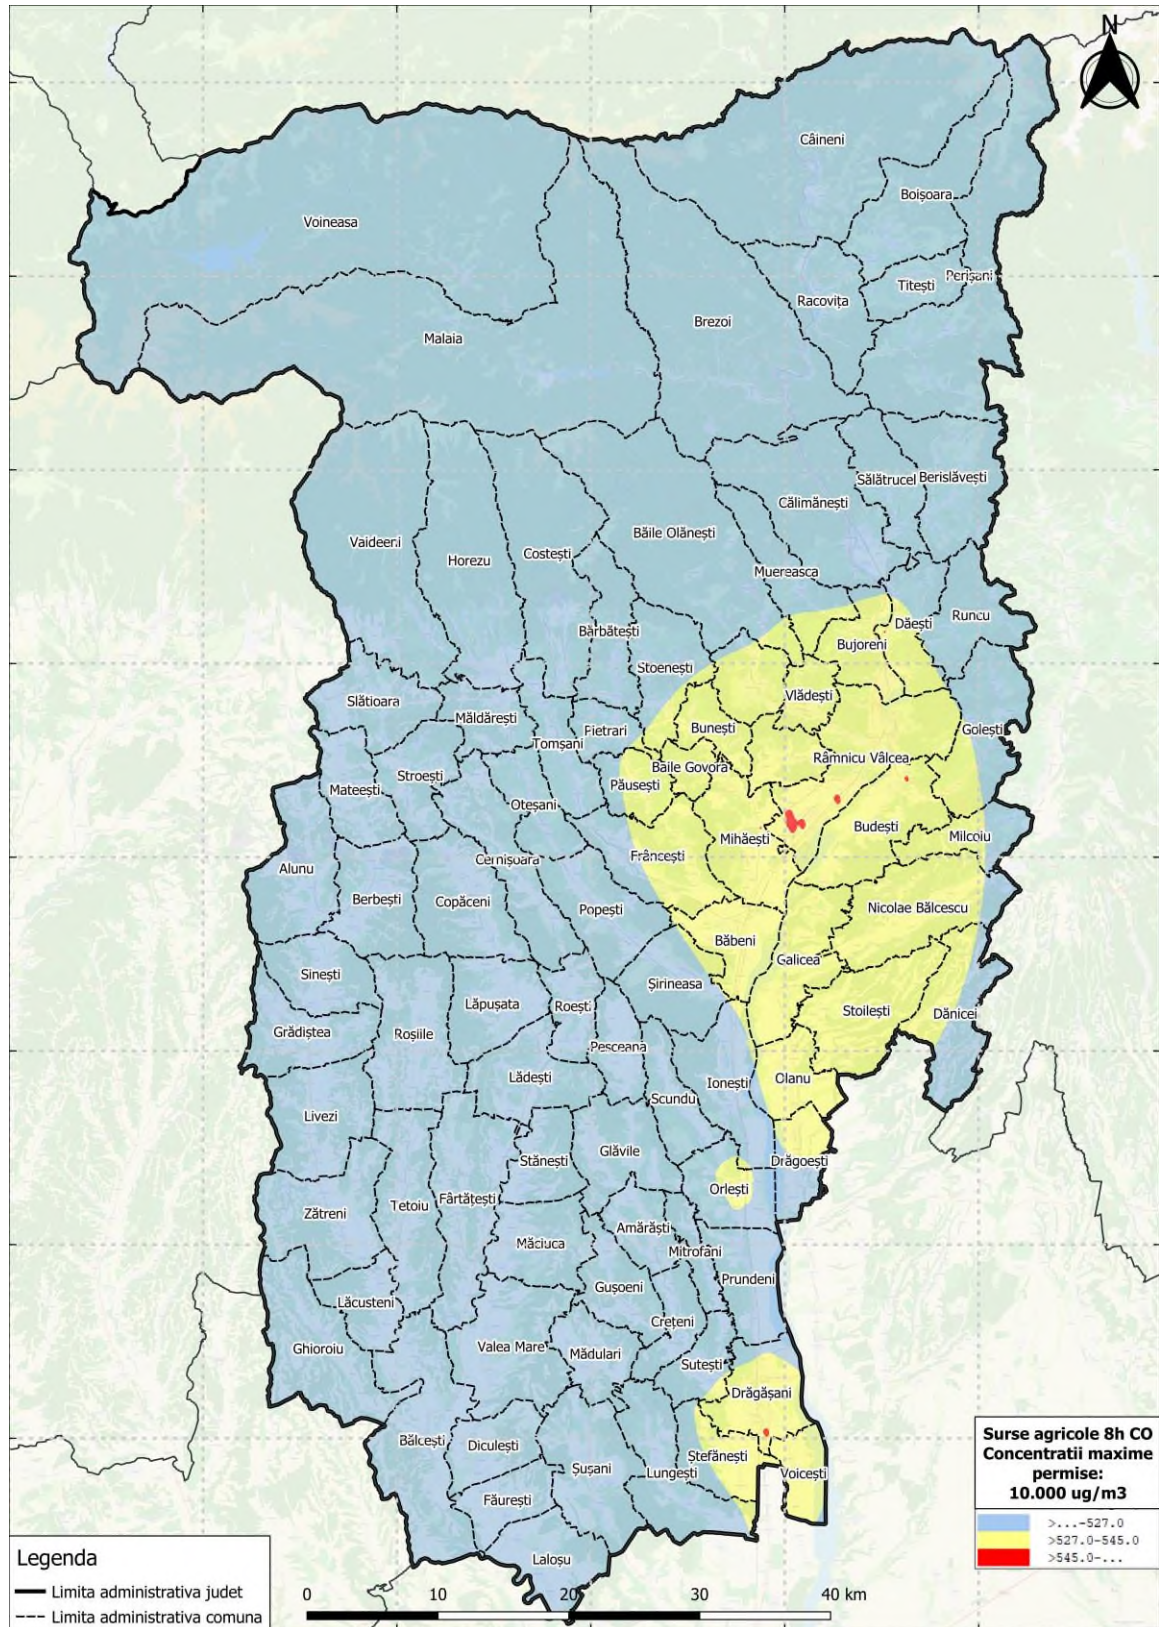 N
Câineni
Boișoara
Voineasa
Perișani
Titești
Racovița
Brezoi
Malaia
Sălătrucel
Berislăvești
Călimănești
Băile Olănești
Vaideeni
Costești
Horezu
Muereasca
Runcu
Dăești
Bărbătești
Bujoreni
Stoenești
Vlădești
Slătioara
Măldărești
Bunești
Golești
Pietrari
Tomșani
Râmnicu Vâlcea
Băile Govora
Stroești
Păusești
Mateești
Oteșani
Budești
Mihăești
Milcoiu
Frâncești
Cernișoara
Alunu
Berbești
Copăceni
Nicolae Bălcescu
Popești
Băbeni
Galicea
Sinești
Șirineasa
Lăpușata
Roești
Stoilești
Dănicei
Grădiștea
Roșiile
Pesceana
Lădești
Olanu
Ionești
Scundu
Livezi
Glăvile
Stănești
Drăgoești
Orlești
Fârtățești
Tetoiu
Zătreni
Amărăști
Măciuca
Mitrofani
Prundeni
Gușoeni
Lăcusteni
Crețeni
Ghioroiu
Valea Mare
Mădulari
Sutești
Drăgășani
Bălcești
Diculești
Ștefănești
Șușani
Lungești
Voicești
Făurești
Laloșu
Surse agricole 8h CO
Concentratii maxime
permise:
10.000 ug/m3
>...-527.0
>527.0-545.0
>545.0-...
Legenda
Limita administrativa judet
Limita administrativa comuna
0 10 20 30 40 km